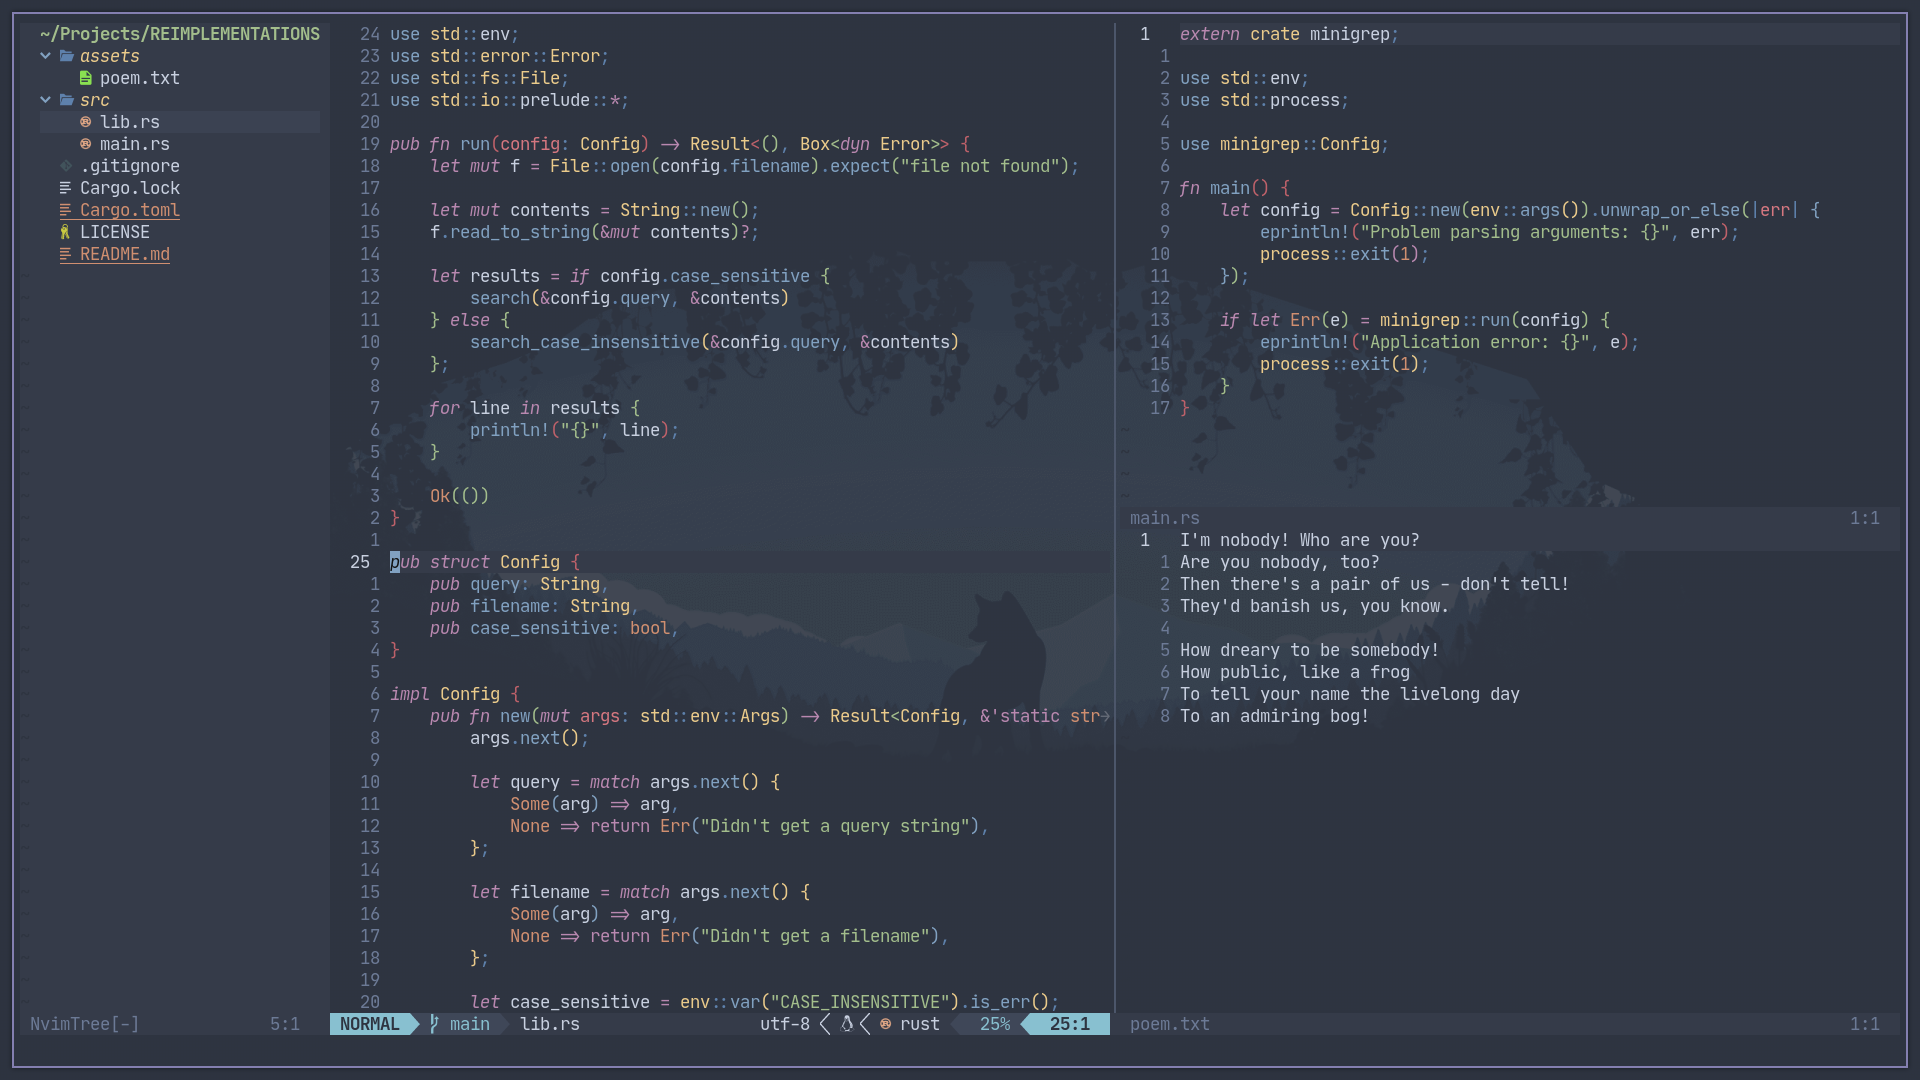 ~/Projects/REIMPLEMENTATIONS
assets
poem.txt
src
lib.rs
main.rs
.gitignore
Cargo.lock
Cargo.toml
LICENSE
README.md
NvimTree[-] 5:1
24 use std::env;
23 use std::error::Error;
22 use std::fs::File;
21 use std::io::prelude::*;
20
19 pub fn run(config: Config) -> Result<(), Box<dyn Error>> {
18     let mut f = File::open(config.filename).expect("file not found");
17
16     let mut contents = String::new();
15     f.read_to_string(&mut contents)?;
14
13     let results = if config.case_sensitive {
12         search(&config.query, &contents)
11     } else {
10         search_case_insensitive(&config.query, &contents)
9     };
8
7     for line in results {
6         println!("{}", line);
5     }
4
3     Ok(())
2 }
1
25 pub struct Config {
1     pub query: String,
2     pub filename: String,
3     pub case_sensitive: bool,
4 }
5
6 impl Config {
7     pub fn new(mut args: std::env::Args) -> Result<Config, &'static str→
8         args.next();
9
10         let query = match args.next() {
11             Some(arg) => arg,
12             None => return Err("Didn't get a query string"),
13         };
14
15         let filename = match args.next() {
16             Some(arg) => arg,
17             None => return Err("Didn't get a filename"),
18         };
19
20         let case_sensitive = env::var("CASE_INSENSITIVE").is_err();
NORMAL main lib.rs utf-8 rust 25% 25:1
1 extern crate minigrep;
1
2 use std::env;
3 use std::process;
4
5 use minigrep::Config;
6
7 fn main() {
8     let config = Config::new(env::args()).unwrap_or_else(|err| {
9         eprintln!("Problem parsing arguments: {}", err);
10         process::exit(1);
11     });
12
13     if let Err(e) = minigrep::run(config) {
14         eprintln!("Application error: {}", e);
15         process::exit(1);
16     }
17 }
~
~
~
~
main.rs 1:1
1 I'm nobody! Who are you?
1 Are you nobody, too?
2 Then there's a pair of us - don't tell!
3 They'd banish us, you know.
4
5 How dreary to be somebody!
6 How public, like a frog
7 To tell your name the livelong day
8 To an admiring bog!
poem.txt 1:1